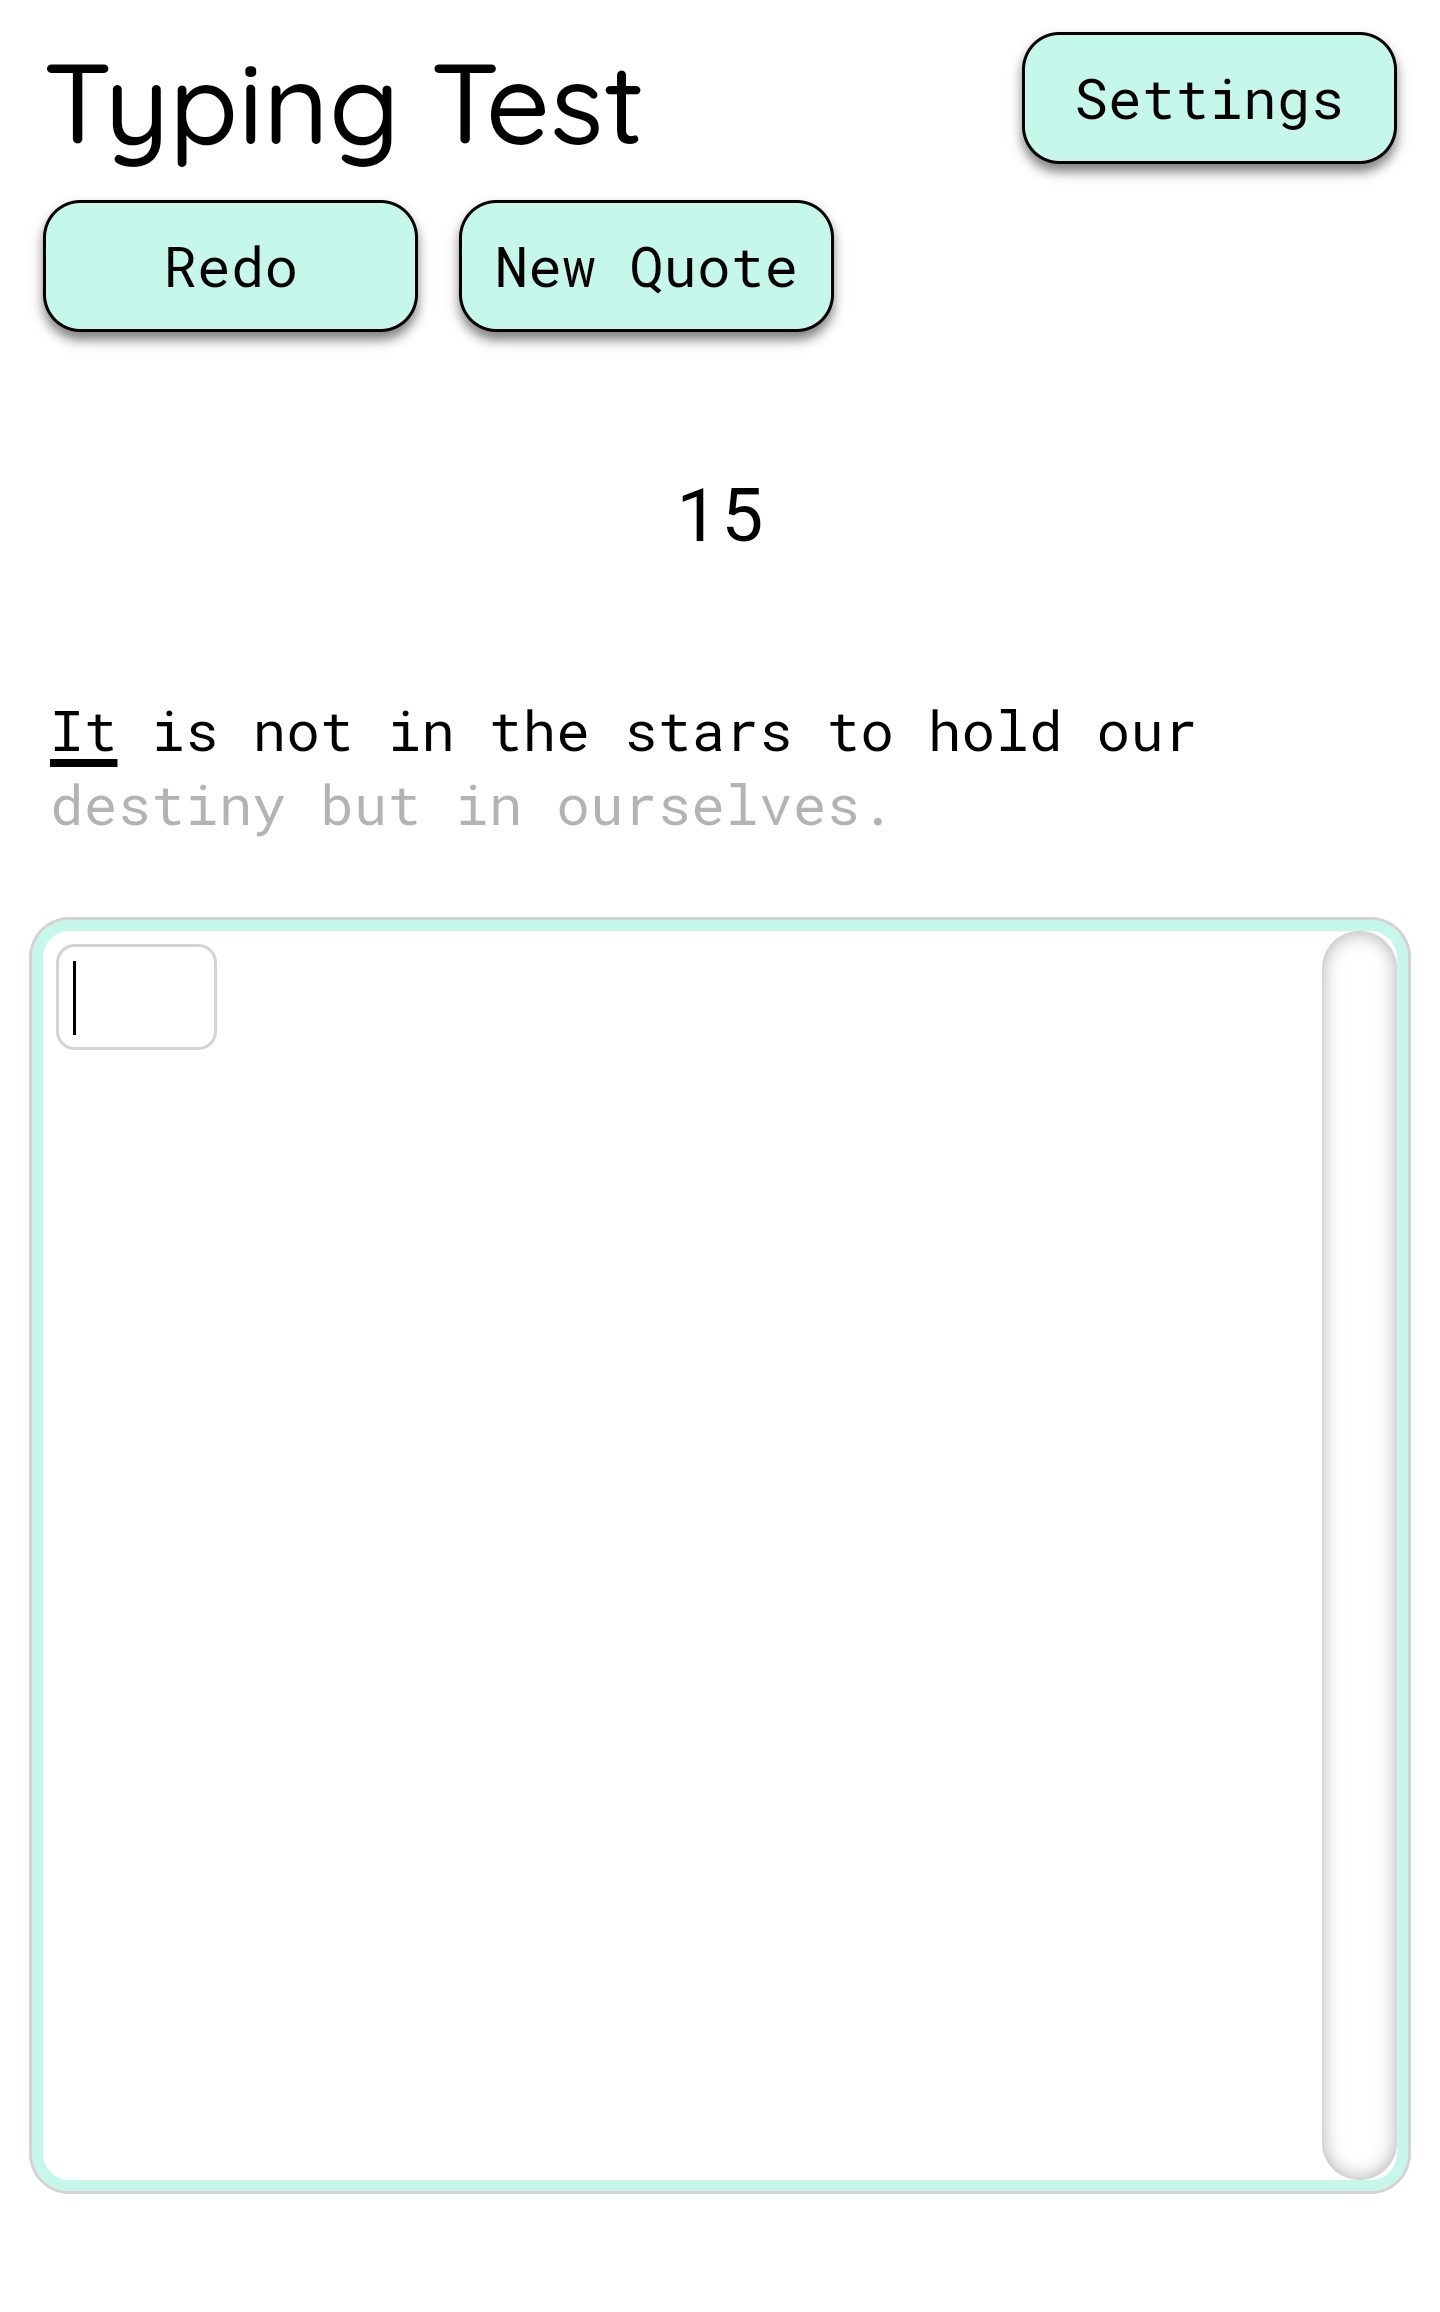 Typing Test
Settings
Redo
New Quote
15
It is not in the stars to hold our
destiny but in ourselves.